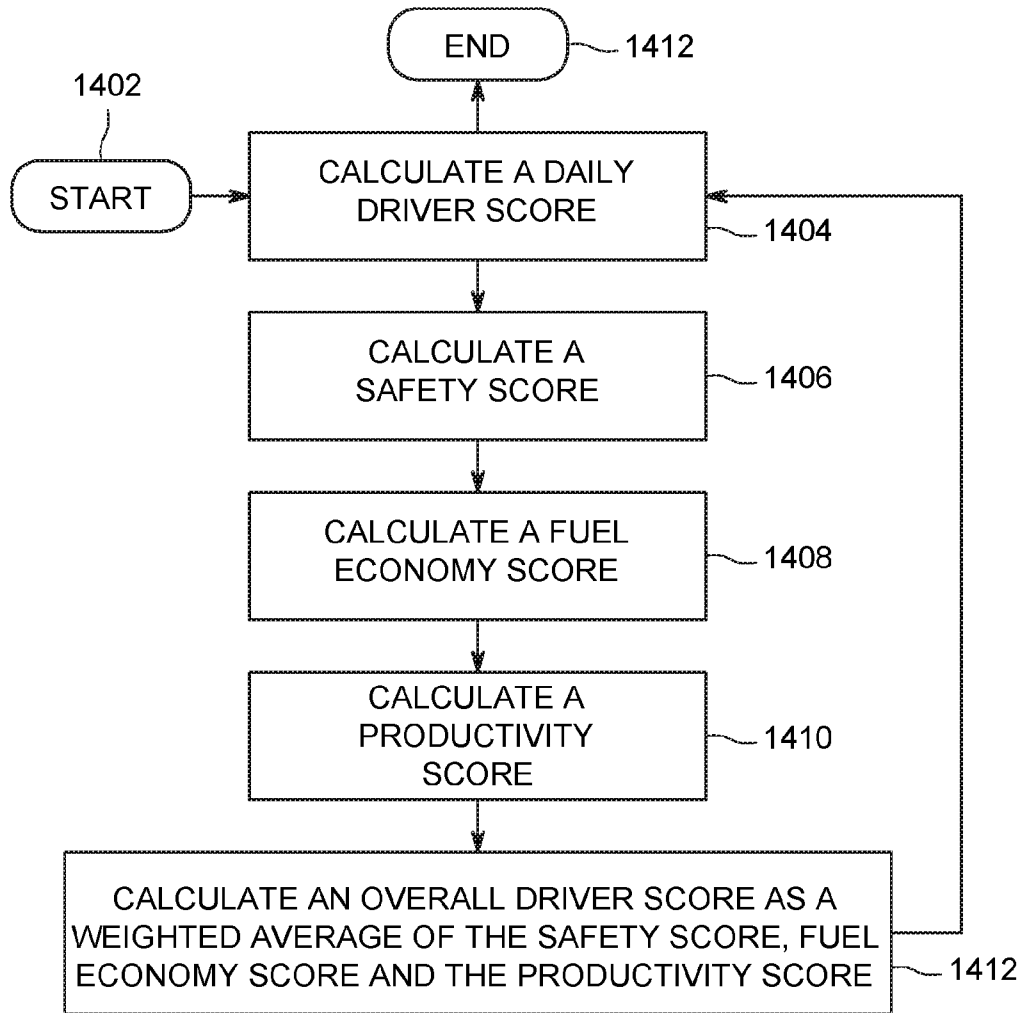 END
1412
1402
START
CALCULATE A DAILY
DRIVER SCORE
1404
CALCULATE A
SAFETY SCORE
1406
CALCULATE A FUEL
ECONOMY SCORE
1408
CALCULATE A
PRODUCTIVITY
SCORE
1410
CALCULATE AN OVERALL DRIVER SCORE AS A
WEIGHTED AVERAGE OF THE SAFETY SCORE, FUEL
ECONOMY SCORE AND THE PRODUCTIVITY SCORE
1412